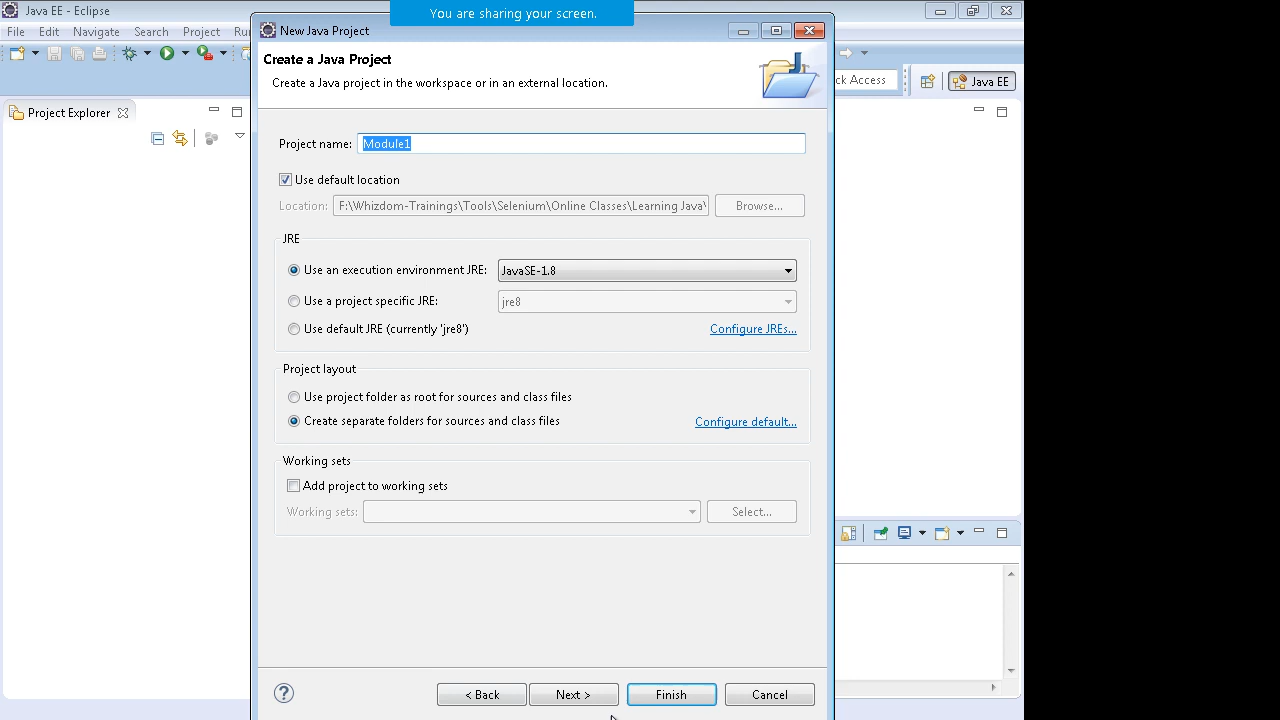 Java EE - Eclipse
You are sharing your screen.
New Java Project
File Edit Navigate Search Project
Create a Java Project
Create a Java project in the workspace or in an external location.
Java EE
Project Explorer
Project name: Module1
Use default location
Location: F:\Whizdom-Trainings\Tools\Selenium\Online Classes\Learning Java\ Browse...
JRE
Use an execution environment JRE: JavaSE-1.8
Use a project specific JRE: jre8
Use default JRE (currently 'jre8') Configure JREs...
Project layout
Use project folder as root for sources and class files
Create separate folders for sources and class files Configure default...
Working sets
Add project to working sets
Working sets: Select...
? < Back Next > Finish Cancel